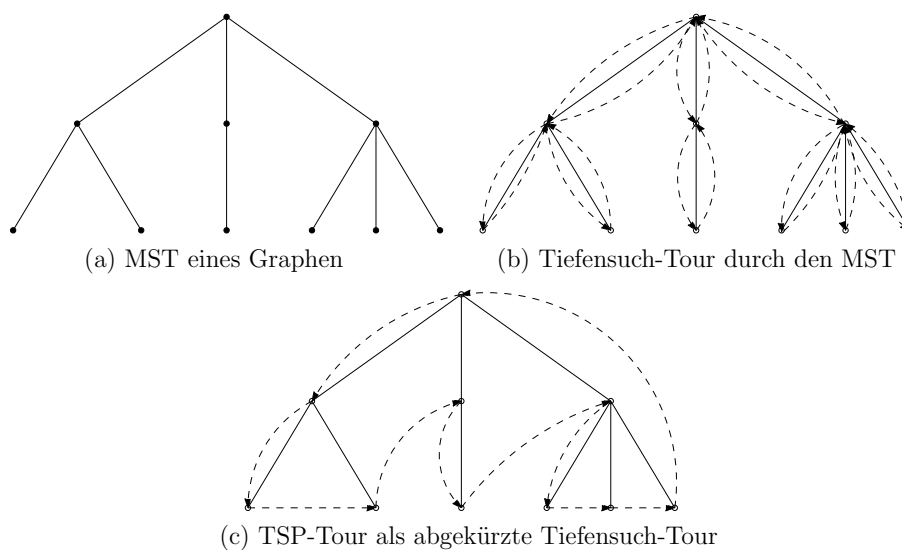 (a) MST eines Graphen
(b) Tiefensuch-Tour durch den MST
(c) TSP-Tour als abgekürzte Tiefensuch-Tour